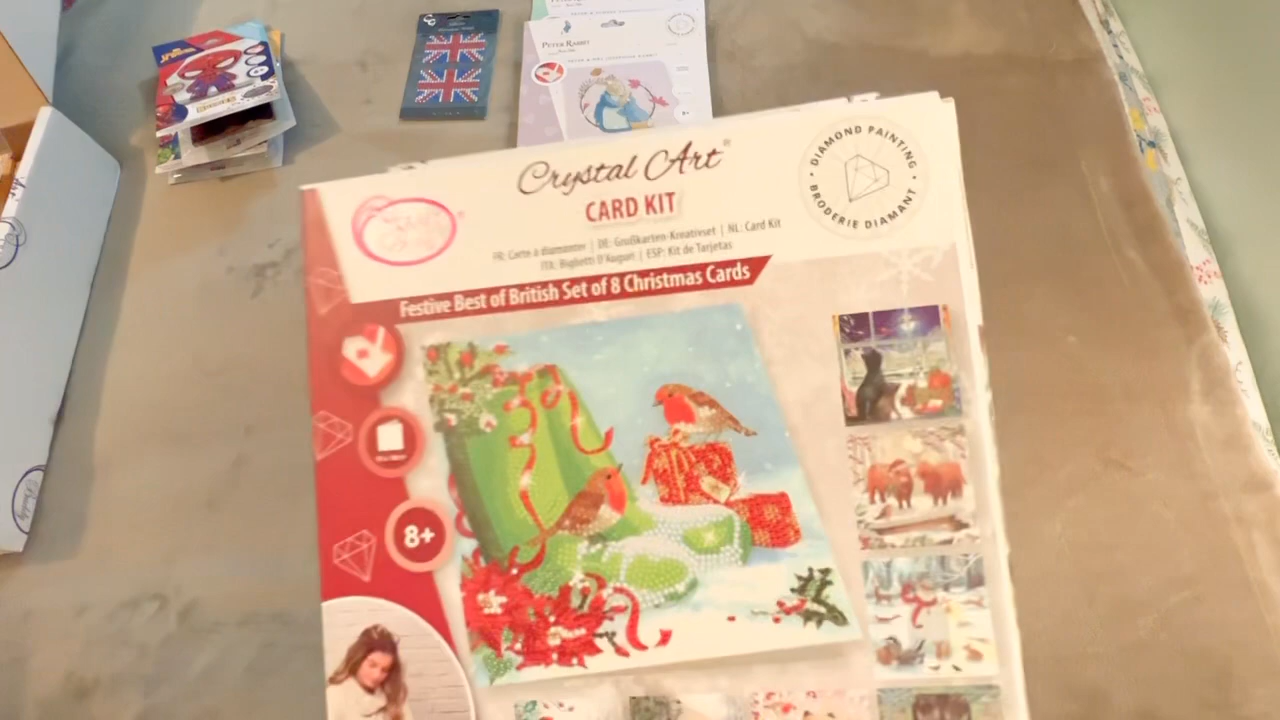 PETER RABBIT
Crystal Art
CARD KIT
DIAMOND PAINTING
BRODERIE DIAMANT
FR: Carte à diamanter | DE: Grußkarten-Kreativset | NL: Card Kit
ITA: Biglietti D'Auguri | ESP: Kit de Tarjetas
Festive Best of British Set of 8 Christmas Cards
8+